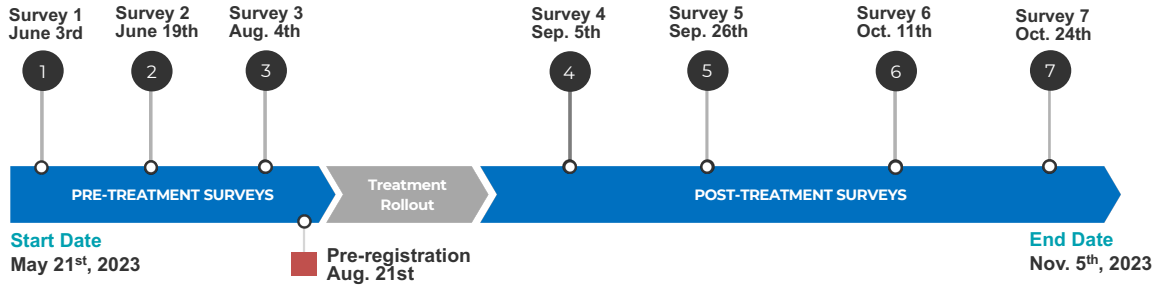 Survey 1
June 3rd
Survey 2
June 19th
Survey 3
Aug. 4th
Survey 4
Sep. 5th
Survey 5
Sep. 26th
Survey 6
Oct. 11th
Survey 7
Oct. 24th
1
2
3
4
5
6
7
PRE-TREATMENT SURVEYS
Treatment
Rollout
POST-TREATMENT SURVEYS
Start Date
May 21st, 2023
Pre-registration
Aug. 21st
End Date
Nov. 5th, 2023